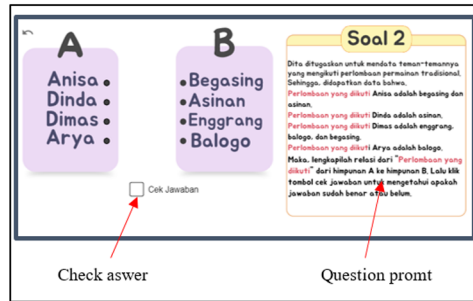 A
Anisa
Dinda
Dimas
Arya
B
Begasing
Asinan
Enggrang
Balogo
Cek Jawaban
Soal 2
Dita ditugaskan untuk mendata teman-temannya
yang mengikuti perlombaan permainan tradisional.
Sehingga, didapatkan data bahwa,
Perlombaan yang diikuti Anisa adalah begasing dan
asinan.
Perlombaan yang diikuti Dinda adalah asinan.
Perlombaan yang diikuti Dimas adalah enggrang,
balogo, dan begasing.
Perlombaan yang diikuti Arya adalah balogo.
Maka, lengkapilah relasi dari "Perlombaan yang
diikuti" dari himpunan A ke himpunan B. Lalu klik
tombol cek jawaban untuk mengetahui apakah
jawaban sudah benar atau belum.
Check aswer
Question promt